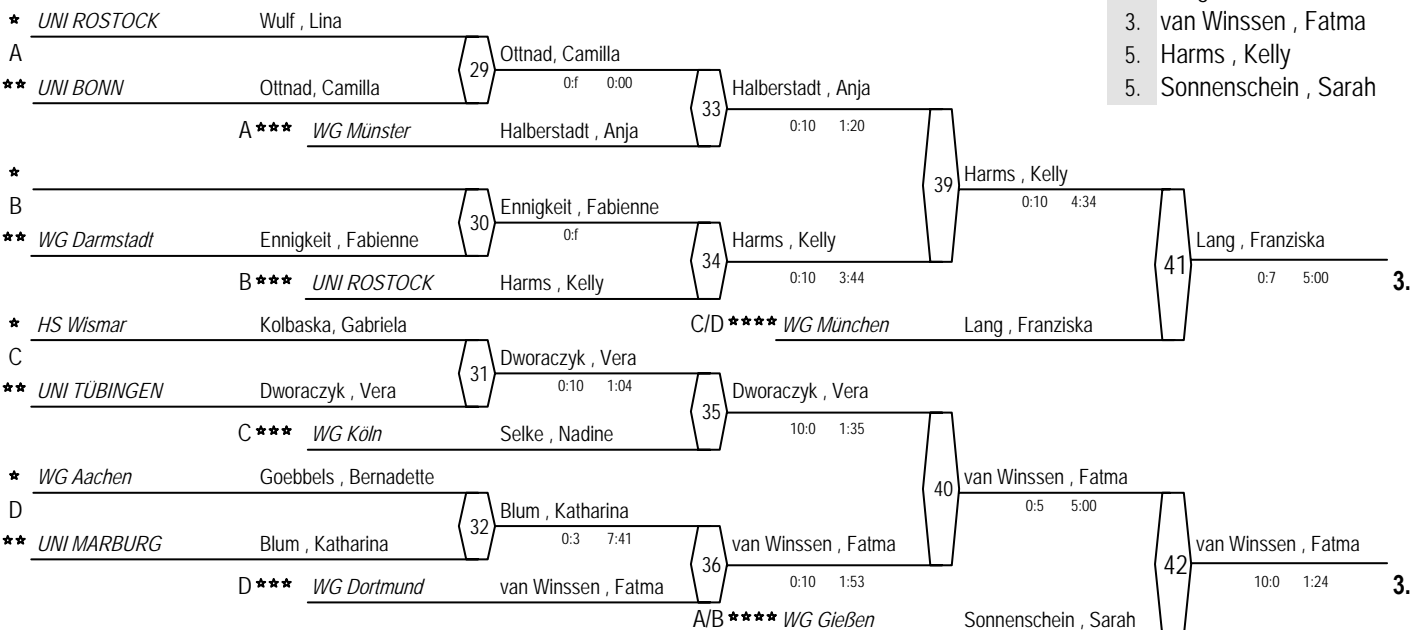 3. van Winssen , Fatma
5. Harms , Kelly
5. Sonnenschein , Sarah
* UNI ROSTOCK Wulf , Lina
A
29 Ottnad, Camilla
0:f 0:00
** UNI BONN Ottnad, Camilla
33 Halberstadt , Anja
0:10 1:20
A *** WG Münster Halberstadt , Anja
*
39 Harms , Kelly
0:10 4:34
B
30 Ennigkeit , Fabienne
0:f
** WG Darmstadt Ennigkeit , Fabienne
34 Harms , Kelly
0:10 3:44
41 Lang , Franziska
0:7 5:00 3.
B *** UNI ROSTOCK Harms , Kelly
* HS Wismar Kolbaska, Gabriela
C/D **** WG München Lang , Franziska
C
31 Dworaczyk , Vera
0:10 1:04
** UNI TÜBINGEN Dworaczyk , Vera
35 Dworaczyk , Vera
10:0 1:35
C *** WG Köln Selke , Nadine
* WG Aachen Goebbels , Bernadette
40 van Winssen , Fatma
0:5 5:00
D
32 Blum , Katharina
0:3 7:41
** UNI MARBURG Blum , Katharina
36 van Winssen , Fatma
0:10 1:53
42 van Winssen , Fatma
10:0 1:24 3.
D *** WG Dortmund van Winssen , Fatma
A/B **** WG Gießen Sonnenschein , Sarah